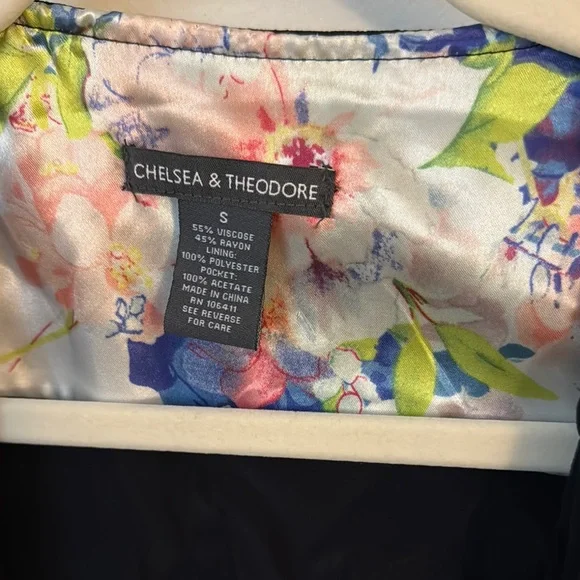 CHELSEA & THEODORE
S
55% VISCOSE
45% RAYON
LINING:
100% POLYESTER
POCKET:
100% ACETATE
MADE IN CHINA
RN 106411
SEE REVERSE
FOR CARE